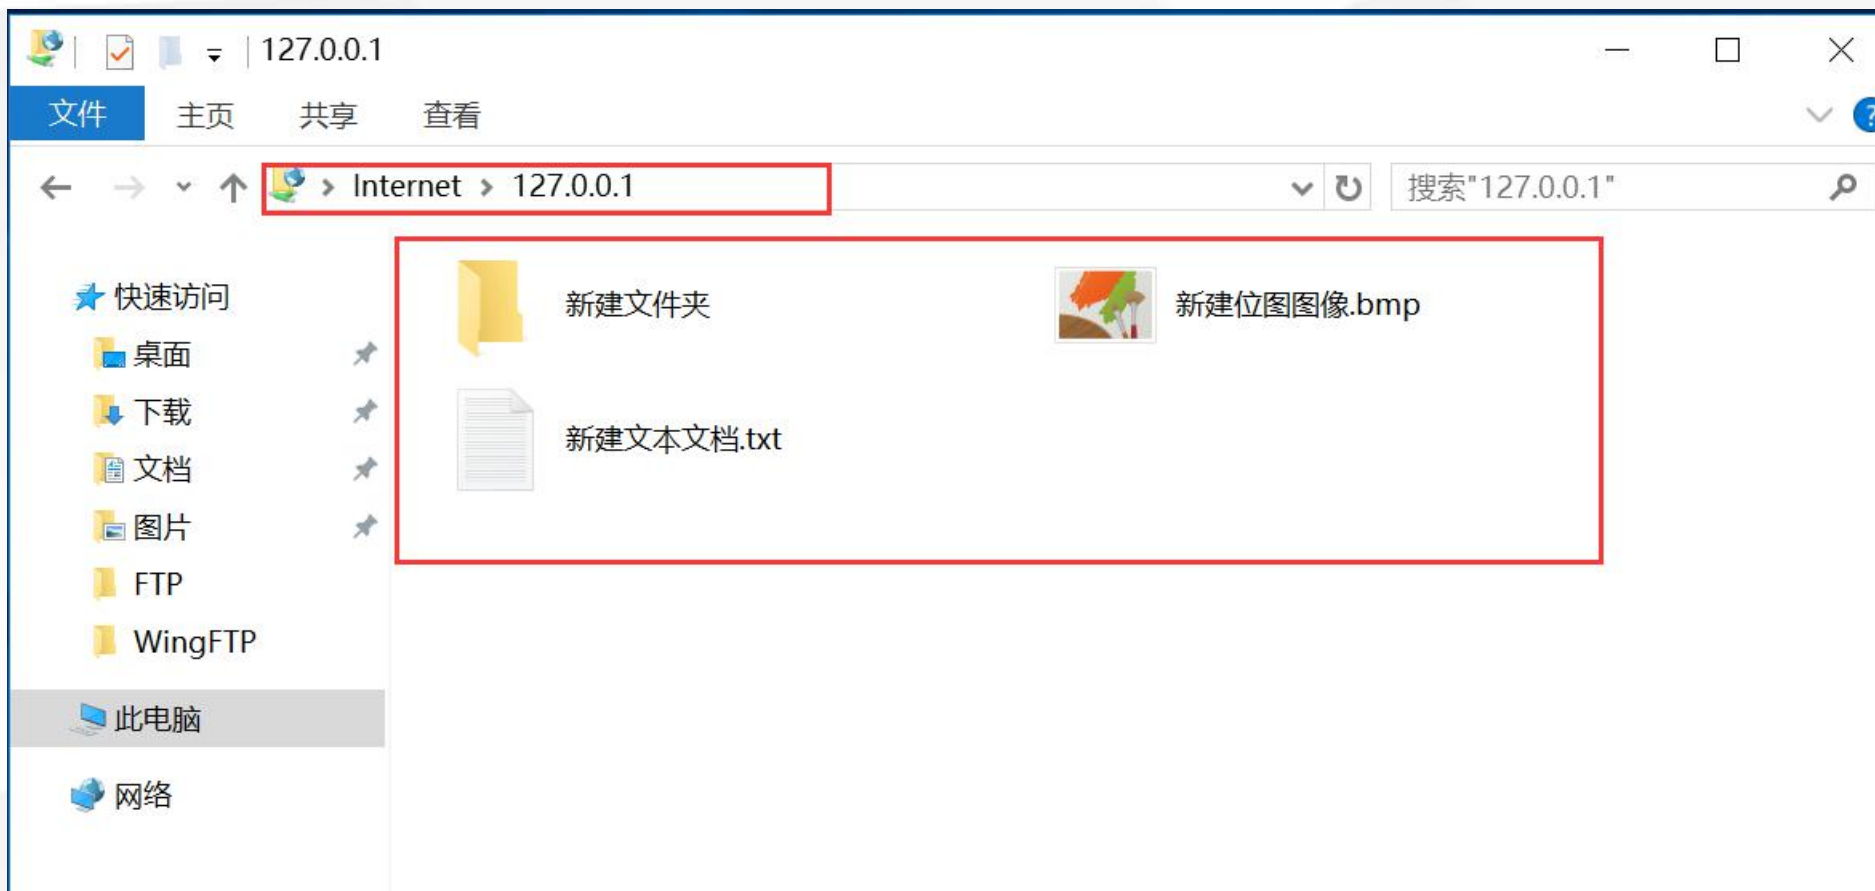 127.0.0.1
文件 主页 共享 查看
Internet 127.0.0.1 搜索"127.0.0.1"
快速访问
桌面
下载
文档
图片
FTP
WingFTP
此电脑
网络
新建文件夹
新建位图图像.bmp
新建文本文档.txt